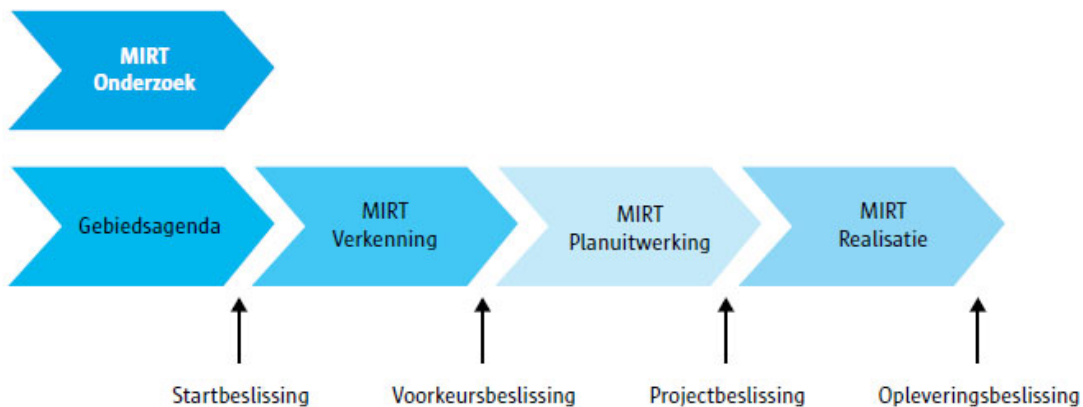 MIRT
Onderzoek
Gebiedsagenda
MIRT
Verkenning
MIRT
Planuitwerking
MIRT
Realisatie
Startbeslissing
Voorkeursbeslissing
Projectbeslissing
Opleveringsbeslissing